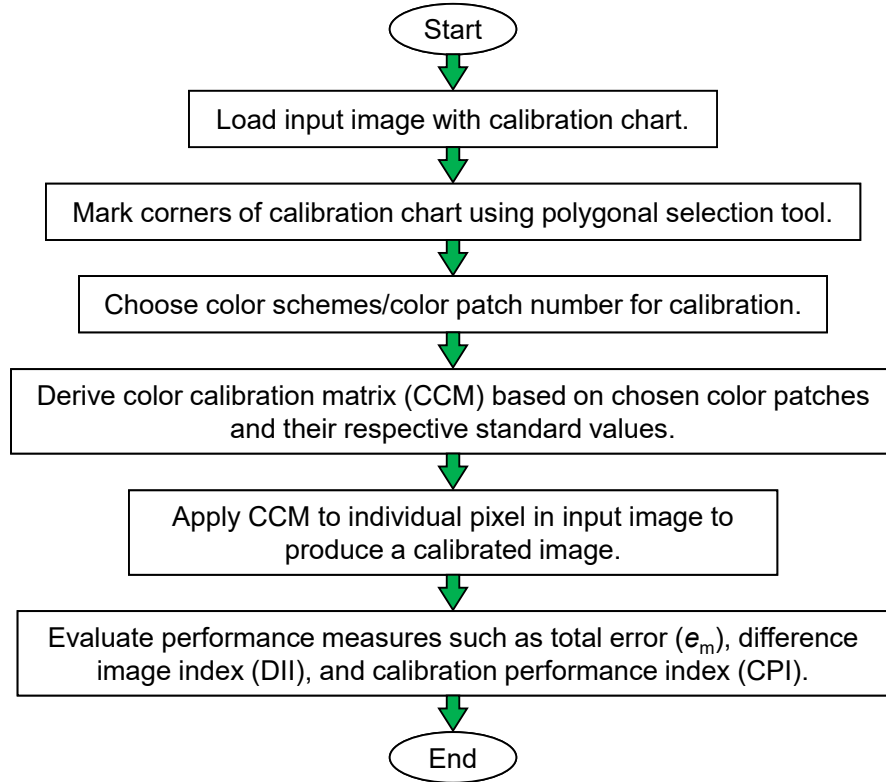 Start
Load input image with calibration chart.
Mark corners of calibration chart using polygonal selection tool.
Choose color schemes/color patch number for calibration.
Derive color calibration matrix (CCM) based on chosen color patches
and their respective standard values.
Apply CCM to individual pixel in input image to
produce a calibrated image.
Evaluate performance measures such as total error (em), difference
image index (DII), and calibration performance index (CPI).
End